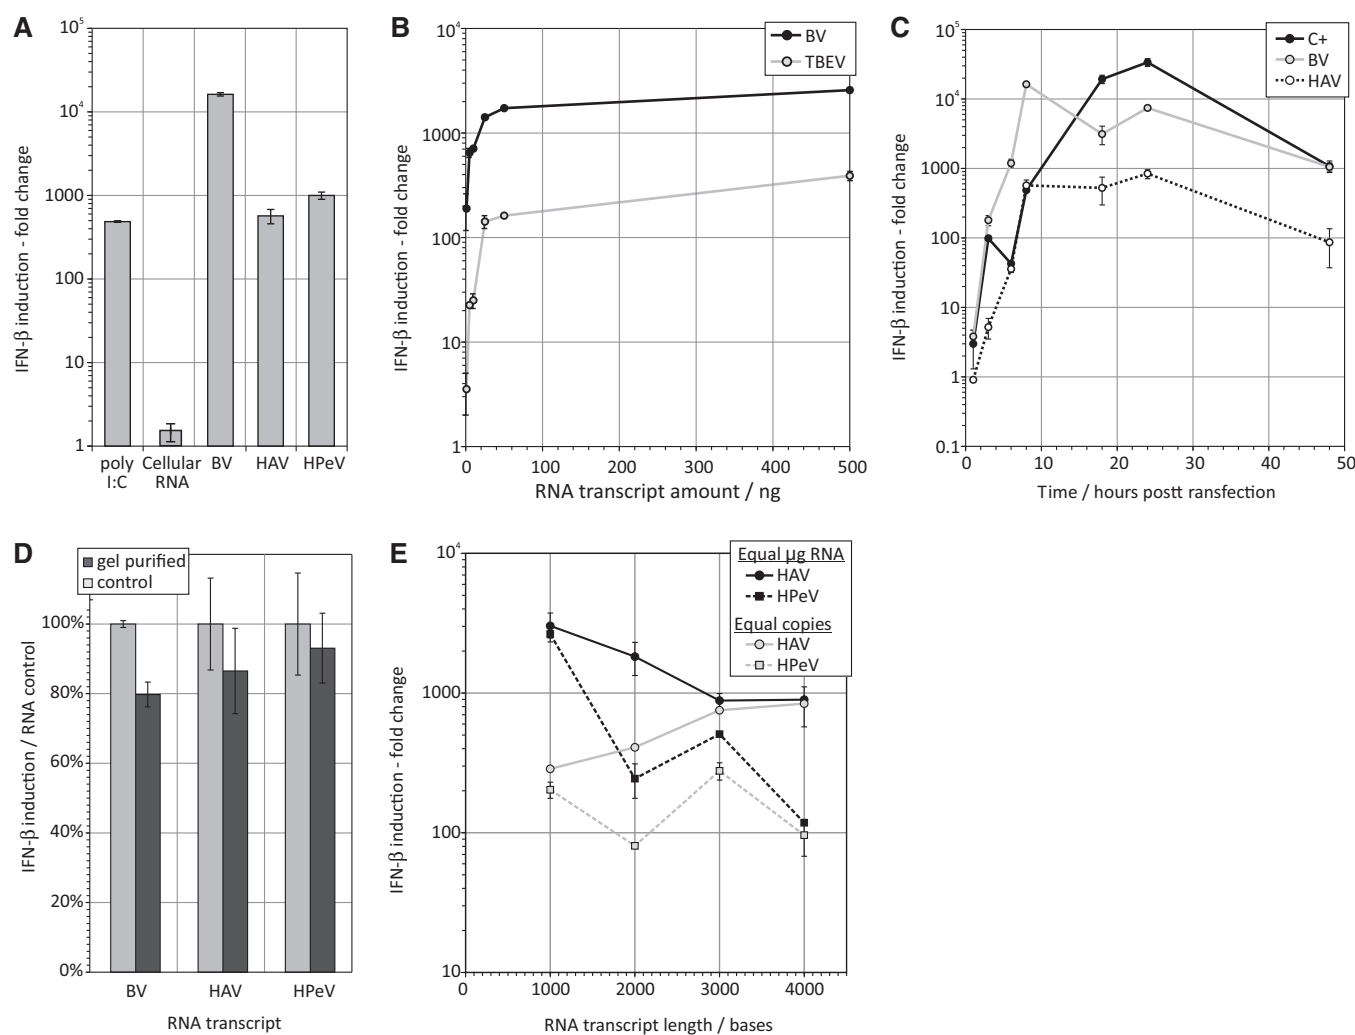 A
IFN-β induction - fold change
10⁵
10⁴
1000
100
10
1
poly I:C
Cellular RNA
BV
HAV
HPeV
B
IFN-β induction - fold change
10⁴
1000
100
10
1
0 100 200 300 400 500
RNA transcript amount / ng
BV
TBEV
C
IFN-β induction - fold change
10⁵
10⁴
1000
100
10
1
0.1
0 10 20 30 40 50
Time / hours postt ransfection
C+
BV
HAV
D
gel purified
control
IFN-β induction / RNA control
100%
80%
60%
40%
20%
0%
BV HAV HPeV
RNA transcript
E
IFN-β induction - fold change
10⁴
1000
100
10
0 1000 2000 3000 4000
RNA transcript length / bases
Equal µg RNA
HAV
HPeV
Equal copies
HAV
HPeV